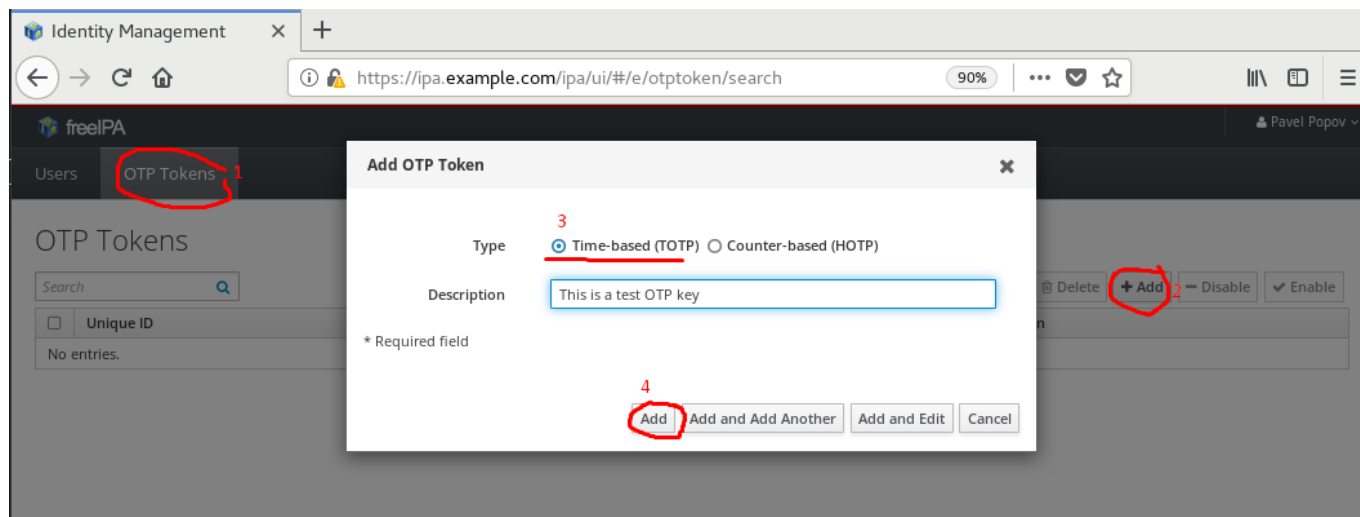 Identity Management
https://ipa.example.com/ipa/ui/#/e/otptoken/search 90%
freeIPA Pavel Popov
Users OTP Tokens 1
Add OTP Token
OTP Tokens
3
Type Time-based (TOTP) Counter-based (HOTP)
Search Delete + Add 2 Disable Enable
Description This is a test OTP key
Unique ID n
* Required field
No entries.
4
Add Add and Add Another Add and Edit Cancel